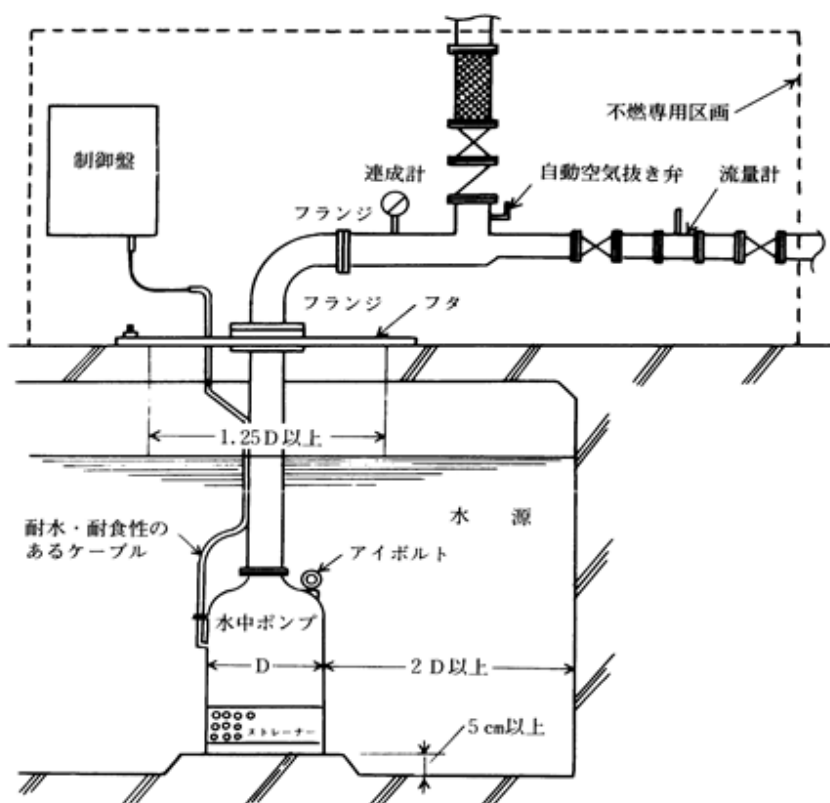 不燃専用区画
制御盤
連成計
自動空気抜き弁
流量計
フランジ
フランジ
フタ
1.25D以上
耐水・耐食性の
あるケーブル
水 源
アイボルト
水中ポンプ
D
2D以上
ストレーナー
5cm以上